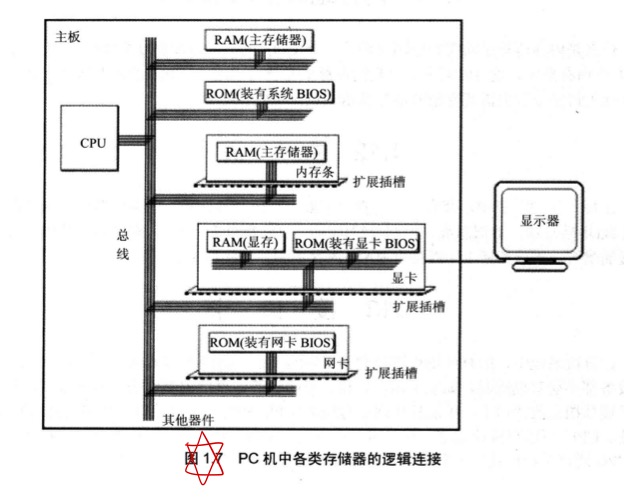 主板
RAM(主存储器)
ROM(装有系统 BIOS)
CPU
RAM(主存储器)
内存条
扩展插槽
总线
RAM(显存)
ROM(装有显卡 BIOS)
显卡
扩展插槽
显示器
ROM(装有网卡 BIOS)
网卡
扩展插槽
其他器件
图 1.7 PC 机中各类存储器的逻辑连接